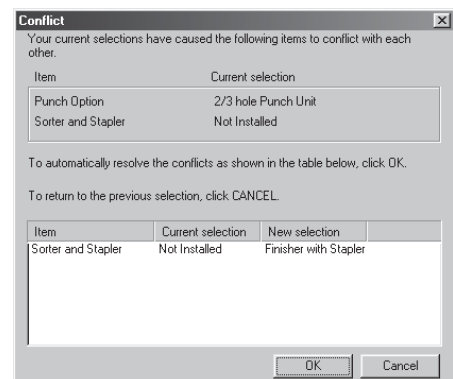 Conflict
Your current selections have caused the following items to conflict with each
other.
Item Current selection
Punch Option 2/3 hole Punch Unit
Sorter and Stapler Not Installed
To automatically resolve the conflicts as shown in the table below, click OK.
To return to the previous selection, click CANCEL.
Item Current selection New selection
Sorter and Stapler Not Installed Finisher with Stapler
OK Cancel